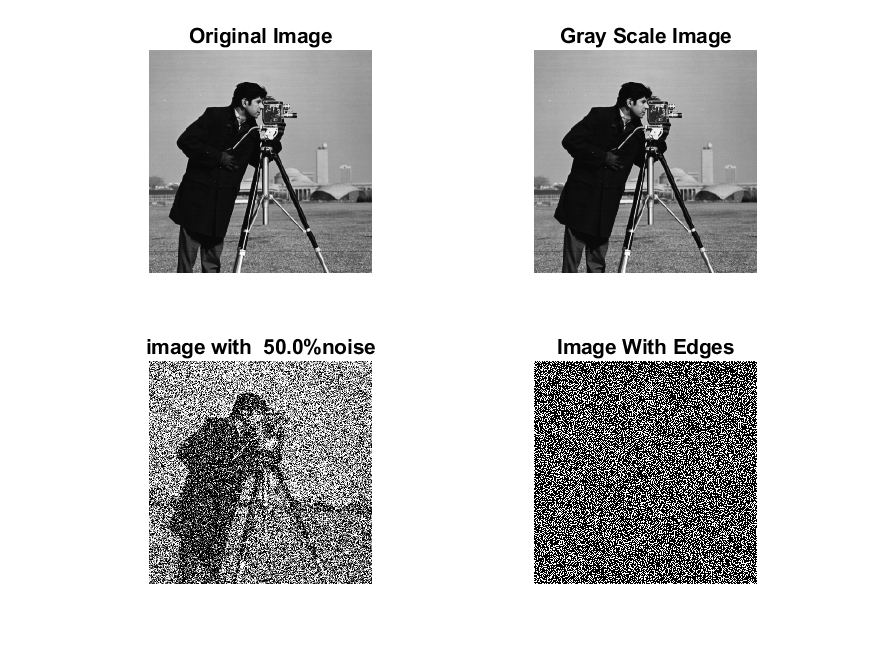 Original Image
Gray Scale Image
image with  50.0%noise
Image With Edges